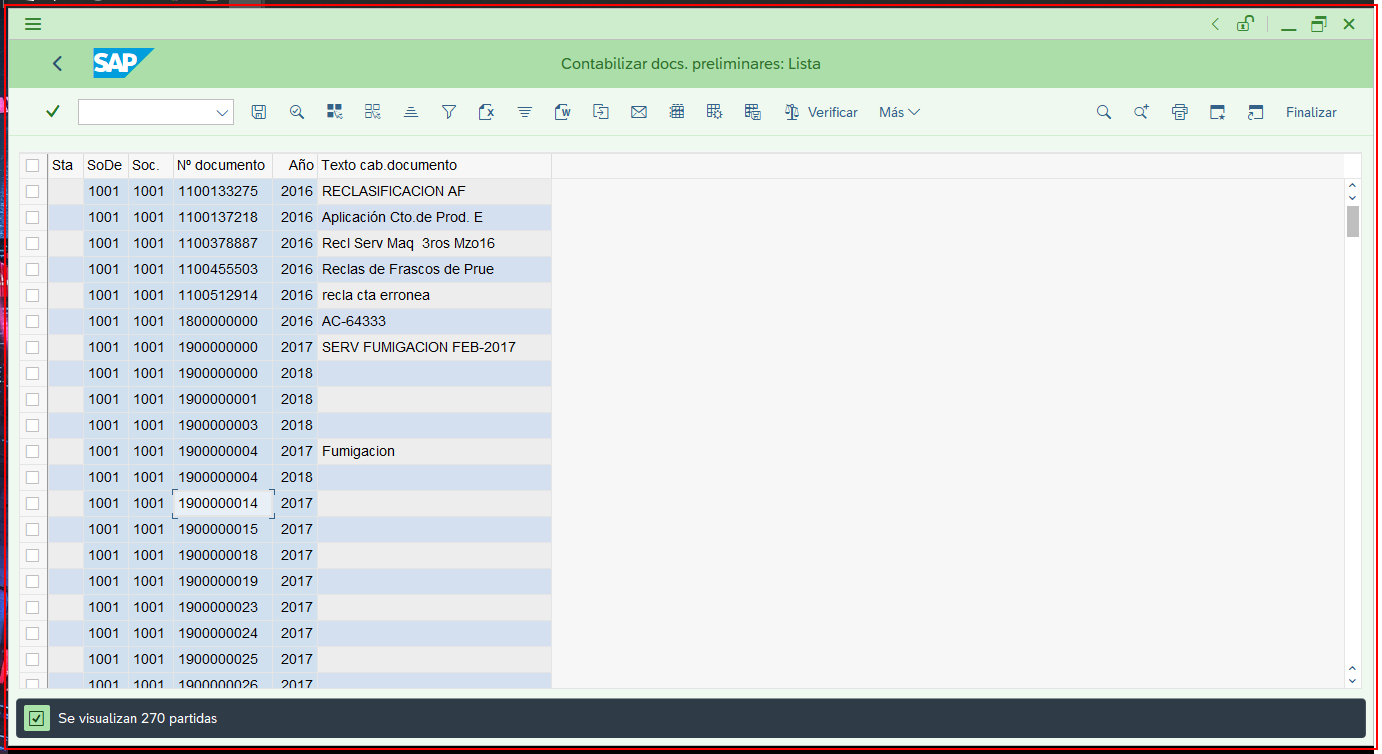 SAP
Contabilizar docs. preliminares: Lista
Verificar Más Finalizar
Sta SoDe Soc. Nº documento Año Texto cab.documento
1001 1001 1100133275 2016 RECLASIFICACION AF
1001 1001 1100137218 2016 Aplicación Cto.de Prod. E
1001 1001 1100378887 2016 Recl Serv Maq  3ros Mzo16
1001 1001 1100455503 2016 Reclas de Frascos de Prue
1001 1001 1100512914 2016 recla cta erronea
1001 1001 1800000000 2016 AC-64333
1001 1001 1900000000 2017 SERV FUMIGACION FEB-2017
1001 1001 1900000000 2018
1001 1001 1900000001 2018
1001 1001 1900000003 2018
1001 1001 1900000004 2017 Fumigacion
1001 1001 1900000004 2018
1001 1001 1900000014 2017
1001 1001 1900000015 2017
1001 1001 1900000018 2017
1001 1001 1900000019 2017
1001 1001 1900000023 2017
1001 1001 1900000024 2017
1001 1001 1900000025 2017
1001 1001 1900000026 2017
Se visualizan 270 partidas